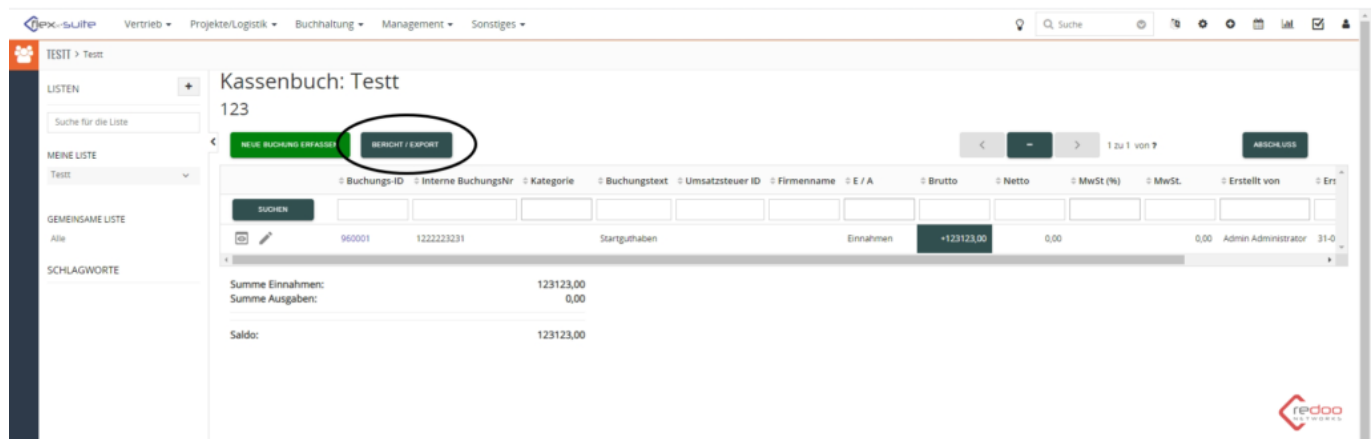 flex-suite Vertrieb Projekte/Logistik Buchhaltung Management Sonstiges Suche
TESTT > Testt
LISTEN +
Suche für die Liste
MEINE LISTE
Testt
GEMEINSAME LISTE
Alle
SCHLAGWORTE
Kassenbuch: Testt
123
NEUE BUCHUNG ERFASSEN BERICHT / EXPORT < - > 1 zu 1 von ? ABSCHLUSS
Buchungs-ID Interne BuchungsNr Kategorie Buchungstext Umsatzsteuer ID Firmenname E / A Brutto Netto MwSt (%) MwSt. Erstellt von Ers
SUCHEN
960001 1222223231 Startguthaben Einnahmen +123123,00 0,00 0,00 Admin Administrator 31-0
Summe Einnahmen: 123123,00
Summe Ausgaben: 0,00
Saldo: 123123,00
redoo
NETWORKS